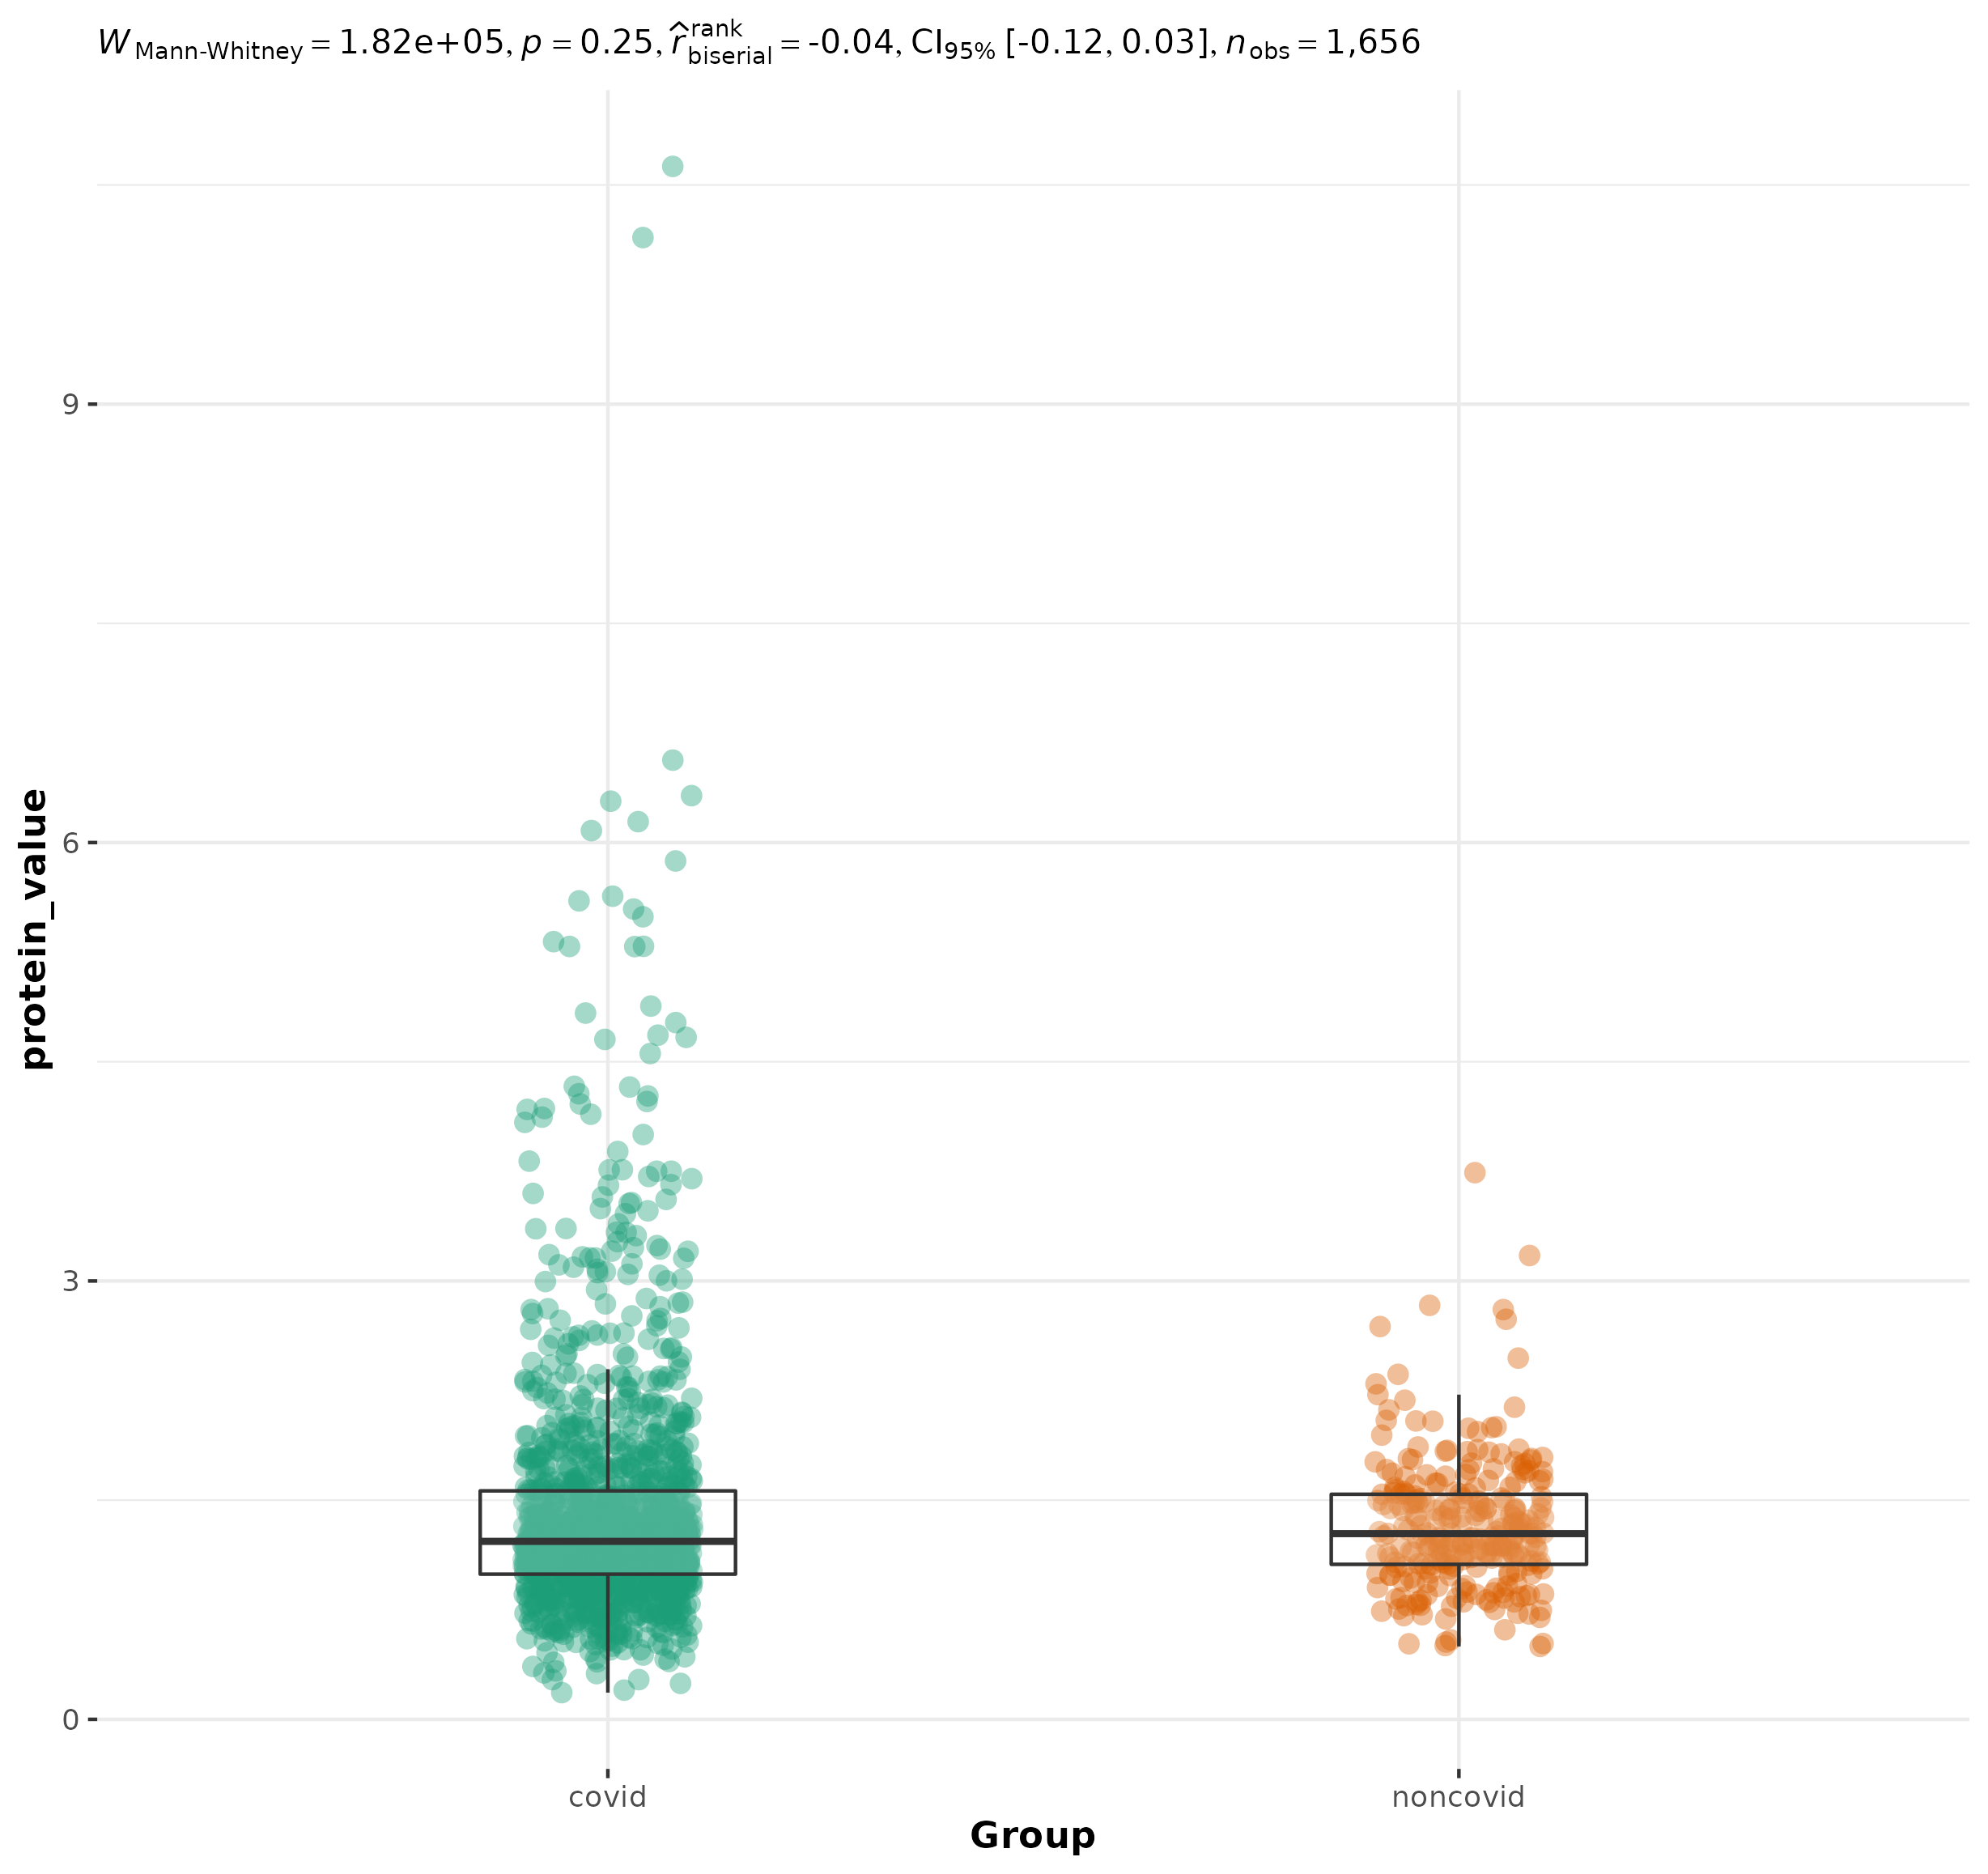 W Mann-Whitney = 1.82e+05, p = 0.25, r̂ rank biserial = -0.04, CI95% [-0.12, 0.03], nobs = 1,656
9
6
3
0
protein_value
covid noncovid
Group